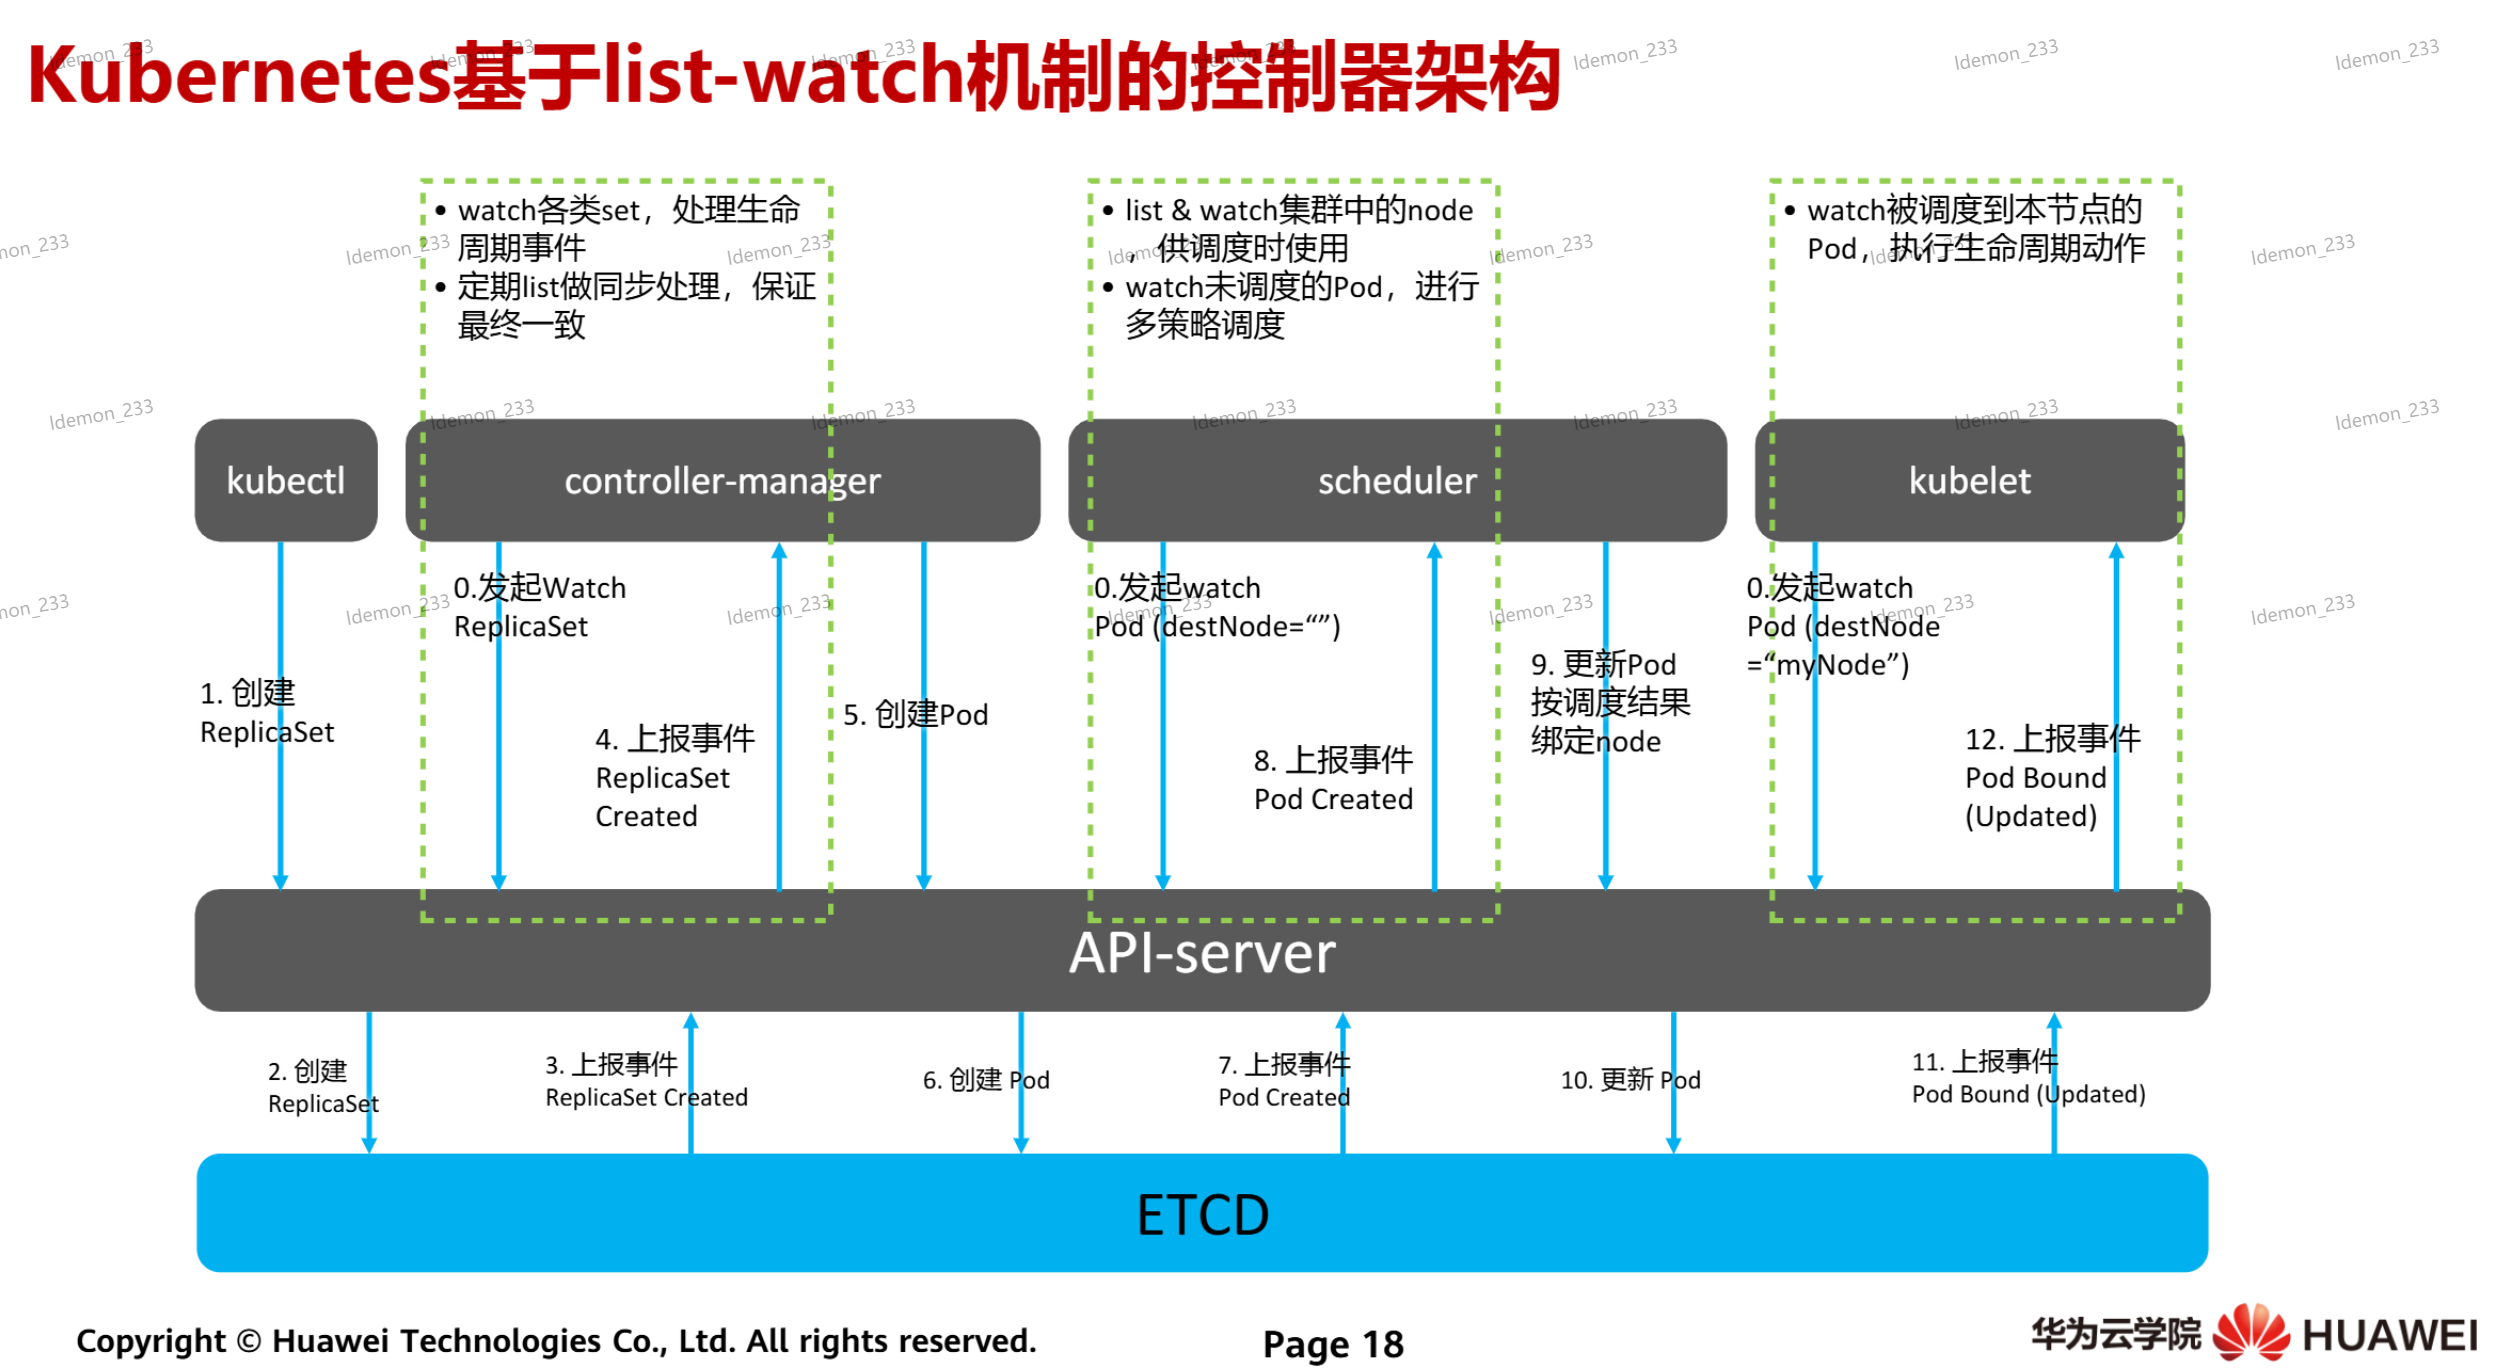 Kubernetes基于list-watch机制的控制器架构
• watch各类set，处理生命
周期事件
• 定期list做同步处理，保证
最终一致
• list & watch集群中的node
，供调度时使用
• watch未调度的Pod，进行
多策略调度
• watch被调度到本节点的
Pod，执行生命周期动作
kubectl
controller-manager
scheduler
kubelet
1. 创建
ReplicaSet
0.发起Watch
ReplicaSet
4. 上报事件
ReplicaSet
Created
5. 创建Pod
0.发起watch
Pod (destNode=“”)
8. 上报事件
Pod Created
9. 更新Pod
按调度结果
绑定node
0.发起watch
Pod (destNode
=“myNode”)
12. 上报事件
Pod Bound
(Updated)
API-server
2. 创建
ReplicaSet
3. 上报事件
ReplicaSet Created
6. 创建 Pod
7. 上报事件
Pod Created
10. 更新 Pod
11. 上报事件
Pod Bound (Updated)
ETCD
Copyright © Huawei Technologies Co., Ltd. All rights reserved.
Page 18
华为云学院 HUAWEI
ldemon_233